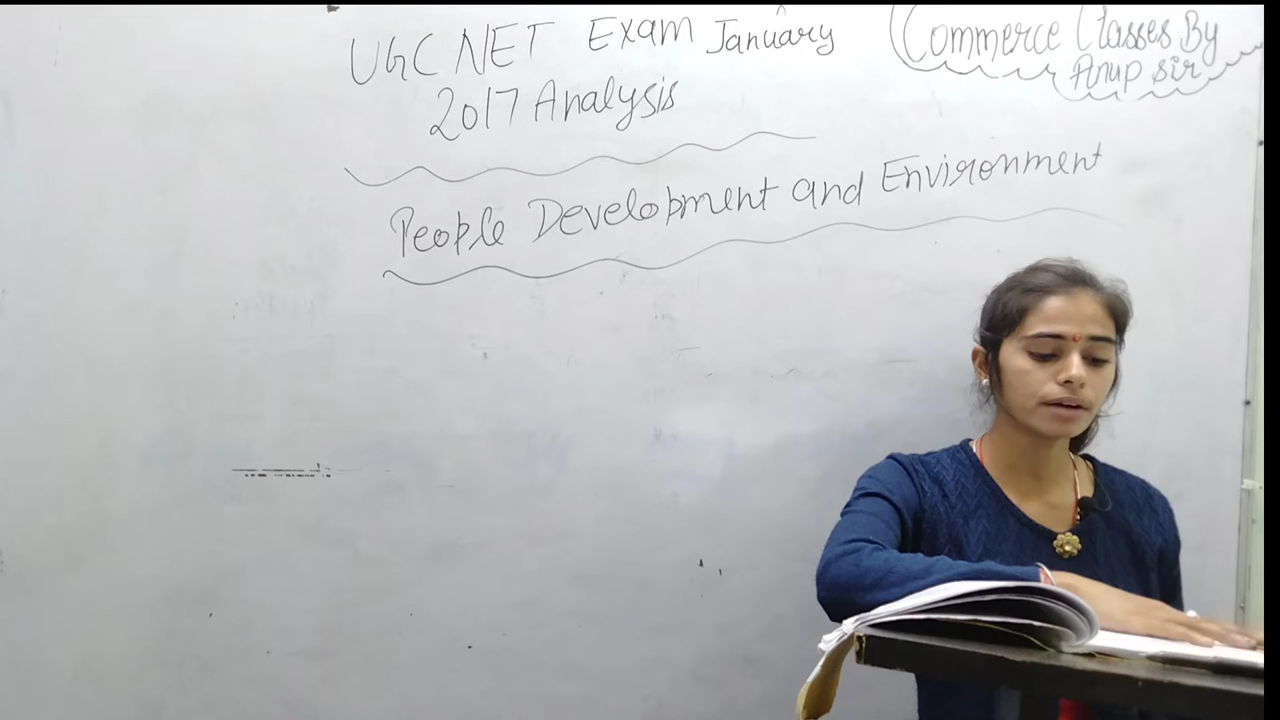 UGC NET Exam January
2017 Analysis
Commerce Classes By
Anup Sir
People Development and Environment